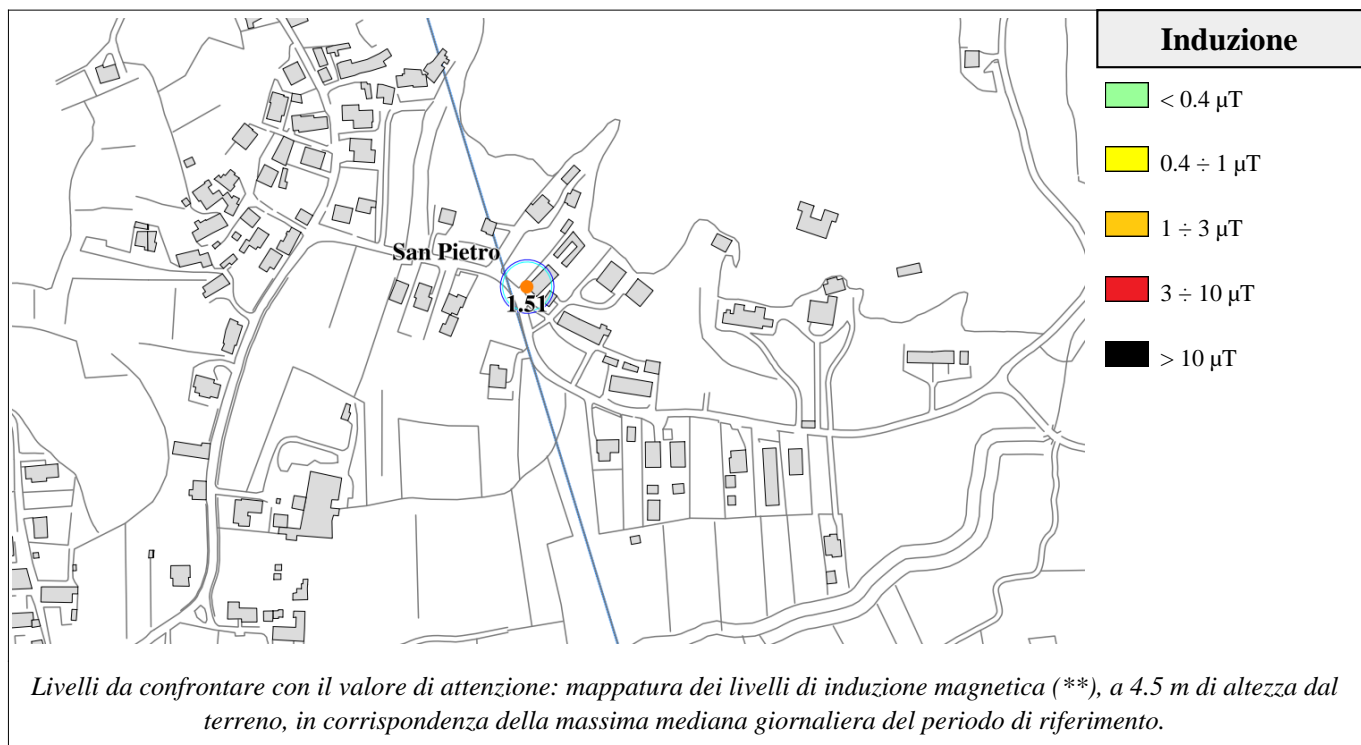 Induzione
< 0.4 µT
0.4 ÷ 1 µT
1 ÷ 3 µT
3 ÷ 10 µT
> 10 µT
San Pietro
1.51
Livelli da confrontare con il valore di attenzione: mappatura dei livelli di induzione magnetica (**), a 4.5 m di altezza dal
terreno, in corrispondenza della massima mediana giornaliera del periodo di riferimento.